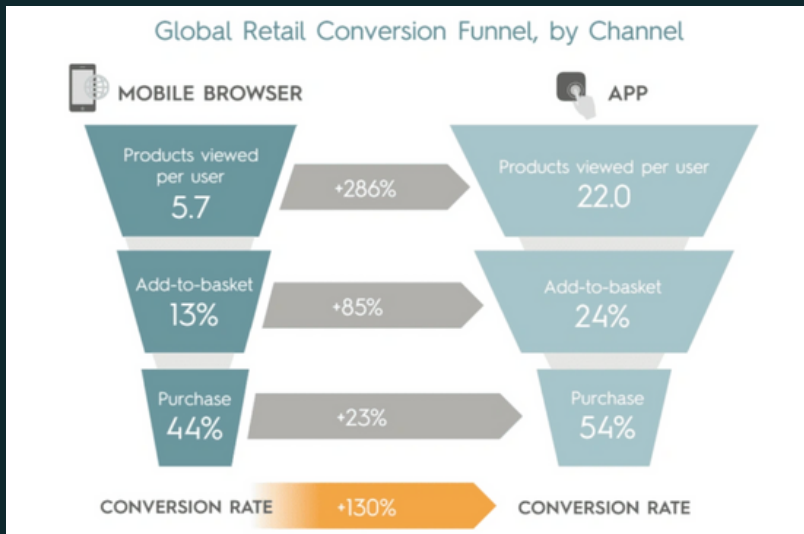 Global Retail Conversion Funnel, by Channel
MOBILE BROWSER
APP
Products viewed
per user
5.7
+286%
Products viewed per user
22.0
Add-to-basket
13%
+85%
Add-to-basket
24%
Purchase
44%
+23%
Purchase
54%
CONVERSION RATE
+130%
CONVERSION RATE